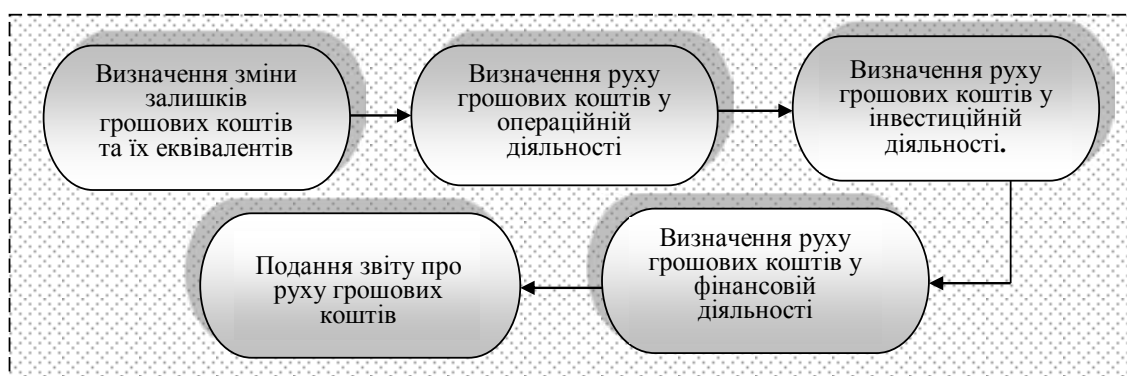 Визначення зміни
залишків
грошових коштів
та їх еквівалентів
Визначення руху
грошових коштів у
операційній
діяльності
Визначення руху
грошових коштів у
інвестиційній
діяльності.
Визначення руху
грошових коштів у
фінансовій
діяльності
Подання звіту про
руху грошових
коштів